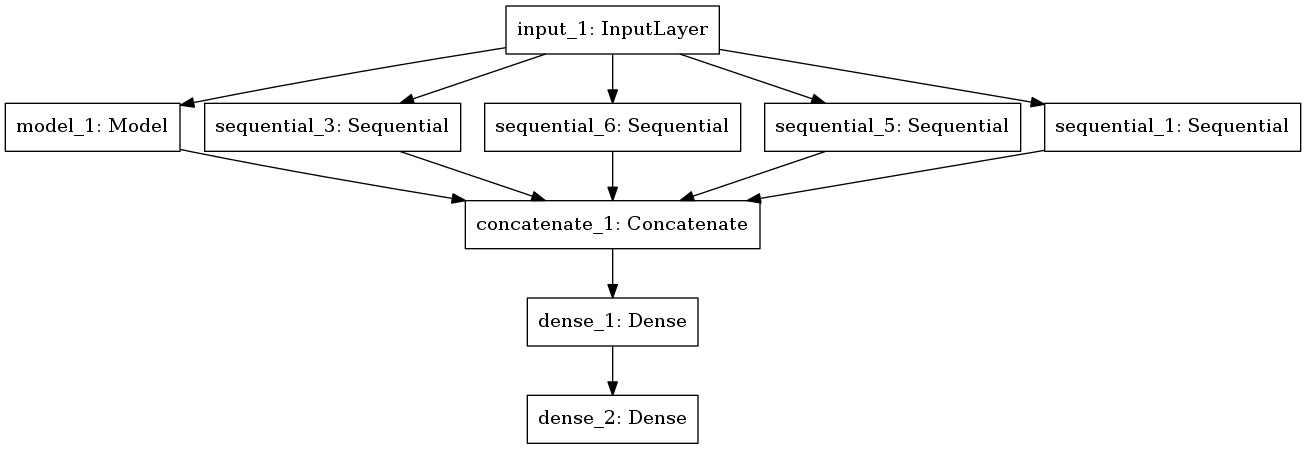 input_1: InputLayer
model_1: Model
sequential_3: Sequential
sequential_6: Sequential
sequential_5: Sequential
sequential_1: Sequential
concatenate_1: Concatenate
dense_1: Dense
dense_2: Dense